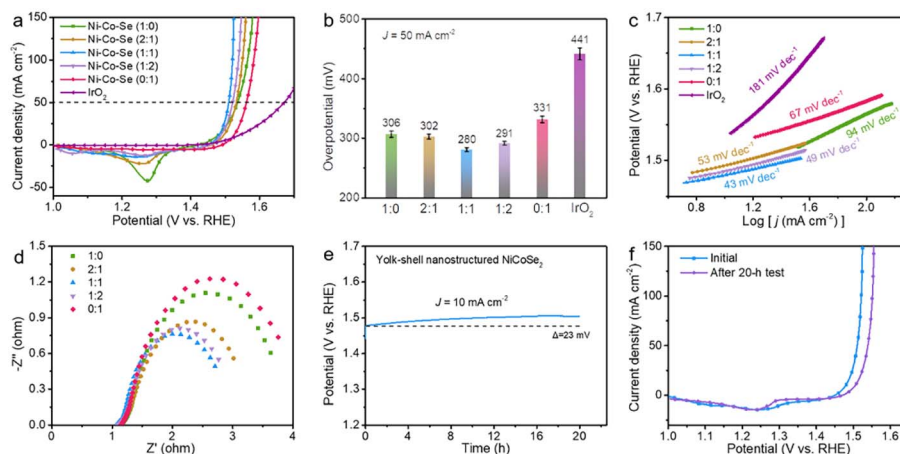 a
Current density (mA cm⁻²)
150
100
50
0
-50
1.0
1.2
1.4
1.6
Potential (V vs. RHE)
Ni-Co-Se (1:0)
Ni-Co-Se (2:1)
Ni-Co-Se (1:1)
Ni-Co-Se (1:2)
Ni-Co-Se (0:1)
IrO₂
b
Overpotential (mV)
500
400
300
200
J = 50 mA cm⁻²
306
302
280
291
331
441
1:0
2:1
1:1
1:2
0:1
IrO₂
c
Potential (V vs. RHE)
1.7
1.6
1.5
1:0
2:1
1:1
1:2
0:1
IrO₂
181 mV dec⁻¹
67 mV dec⁻¹
94 mV dec⁻¹
53 mV dec⁻¹
49 mV dec⁻¹
43 mV dec⁻¹
0.5
1.0
1.5
2.0
Log [ j (mA cm⁻²) ]
d
-Z" (ohm)
1.5
1.2
0.9
0.6
0.3
0.0
1:0
2:1
1:1
1:2
0:1
0
1
2
3
4
Z' (ohm)
e
Potential (V vs. RHE)
1.7
1.6
1.5
1.4
1.3
1.2
Yolk-shell nanostructured NiCoSe₂
J = 10 mA cm⁻²
Δ=23 mV
0
5
10
15
20
Time (h)
f
Current density (mA cm⁻²)
150
100
50
0
-50
Initial
After 20-h test
1.0
1.1
1.2
1.3
1.4
1.5
1.6
Potential (V vs. RHE)